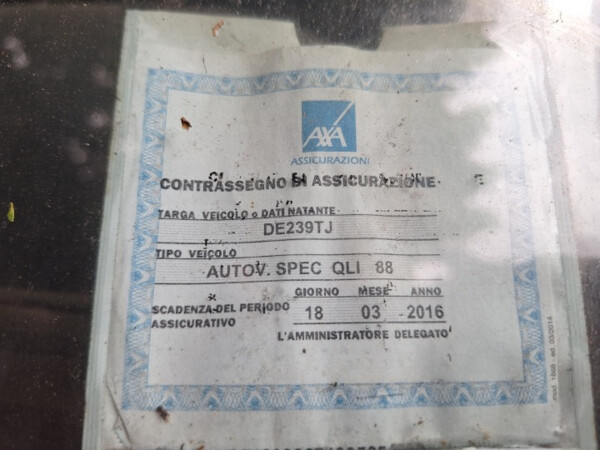 AXA
ASSICURAZIONI
CONTRASSEGNO DI ASSICURAZIONE
TARGA VEICOLO o DATI NATANTE
DE239TJ
TIPO VEICOLO
AUTOV. SPEC QLI 88
GIORNO MESE ANNO
SCADENZA DEL PERIODO ASSICURATIVO
18 03 2016
L'AMMINISTRATORE DELEGATO